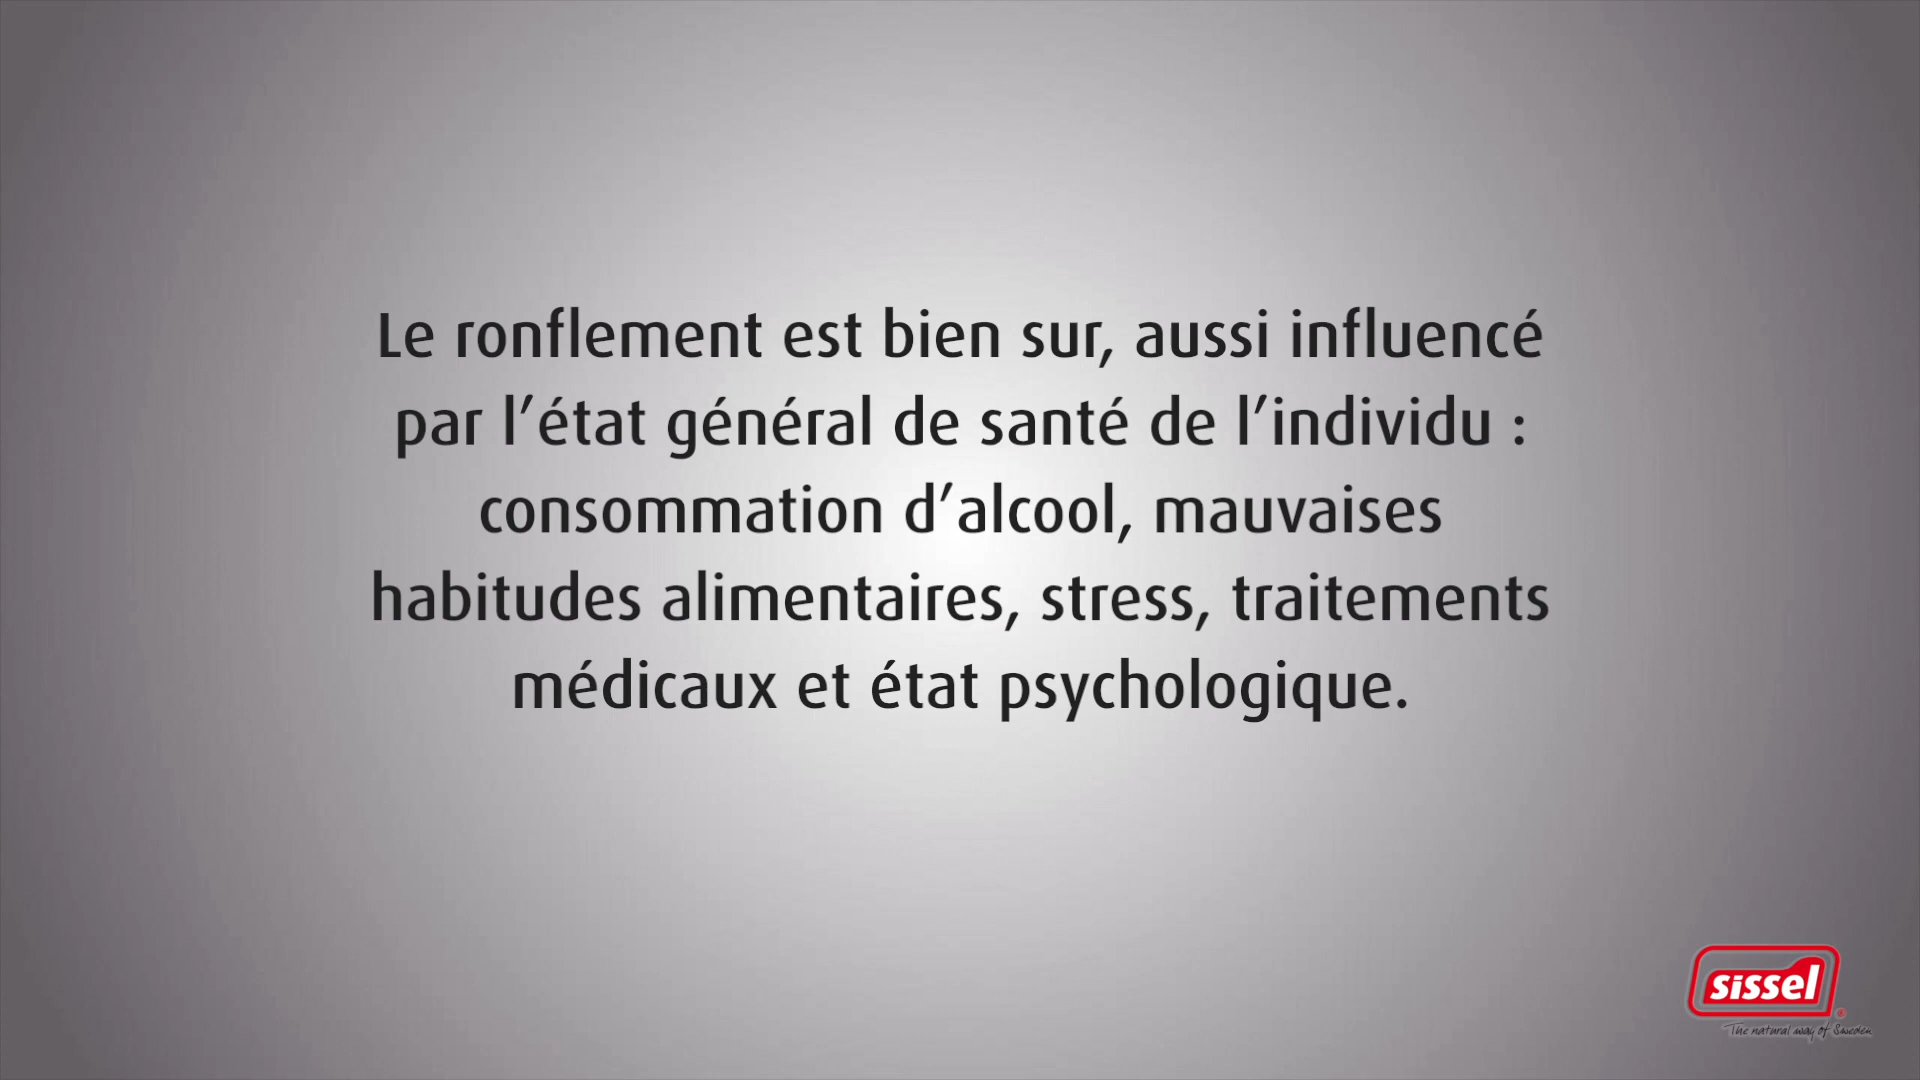 Le ronflement est bien sur, aussi influencé
par l’état général de santé de l’individu :
consommation d’alcool, mauvaises
habitudes alimentaires, stress, traitements
médicaux et état psychologique.
sissel®
The natural way of Sweden